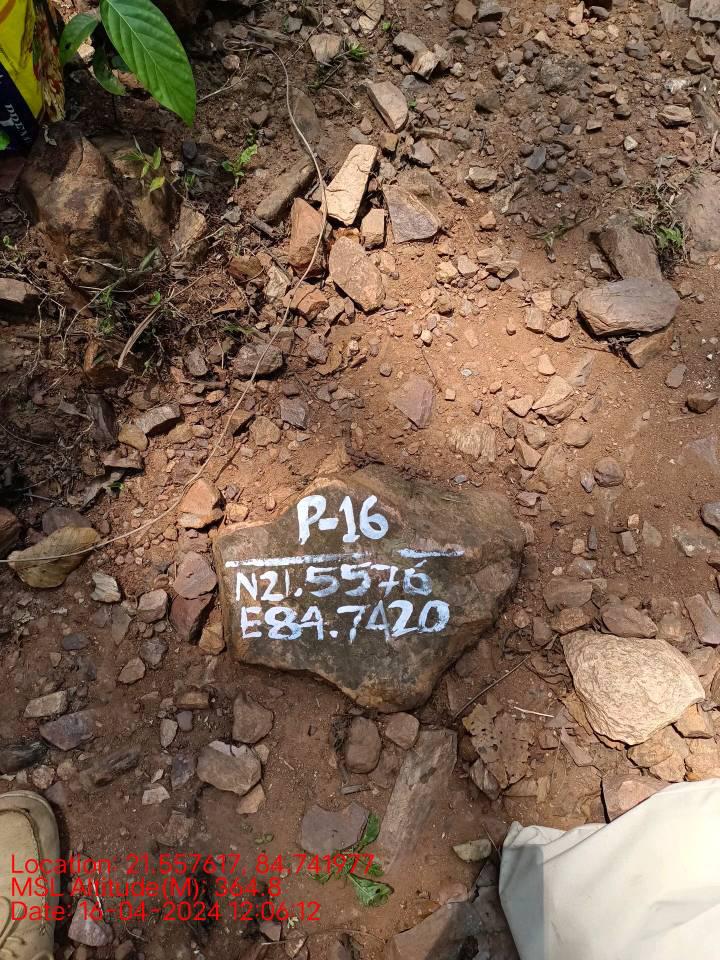 P-16
N21.5576
E84.7420
Location: 21.557617, 84.741977
MSL Altitude(M): 364.8
Date: 16-04-2024 12:06:12